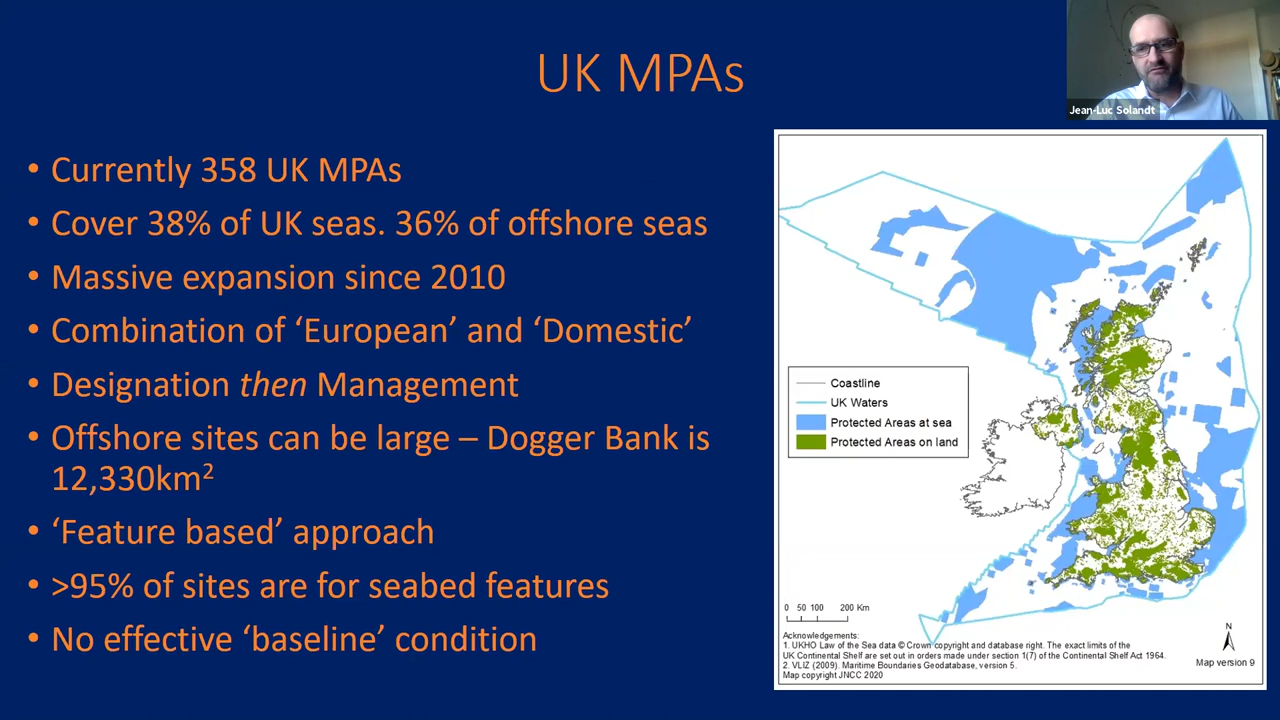 UK MPAs
Jean-Luc Solandt
• Currently 358 UK MPAs
• Cover 38% of UK seas. 36% of offshore seas
• Massive expansion since 2010
• Combination of ‘European’ and ‘Domestic’
• Designation then Management
• Offshore sites can be large – Dogger Bank is
12,330km²
• ‘Feature based’ approach
• >95% of sites are for seabed features
• No effective ‘baseline’ condition
Coastline
UK Waters
Protected Areas at sea
Protected Areas on land
0 50 100 200 Km
Acknowledgements:
1. UKHO Law of the Sea data © Crown copyright and database right. The exact limits of the
UK Continental Shelf are set out in orders made under section 1(7) of the Continental Shelf Act 1964.
2. VLIZ (2009). Maritime Boundaries Geodatabase, version 5.
Map copyright JNCC 2020
N
Map version 9